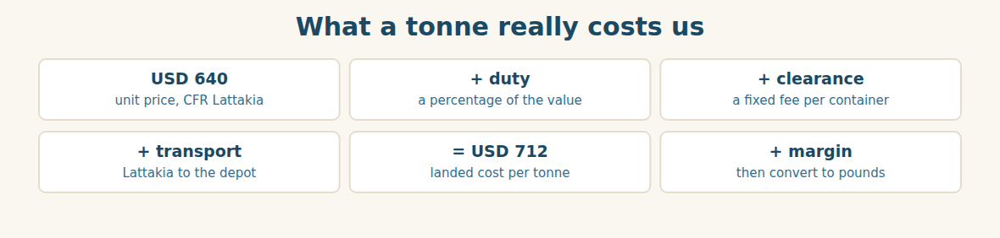 What a tonne really costs us
USD 640
unit price, CFR Lattakia
+ duty
a percentage of the value
+ clearance
a fixed fee per container
+ transport
Lattakia to the depot
= USD 712
landed cost per tonne
+ margin
then convert to pounds